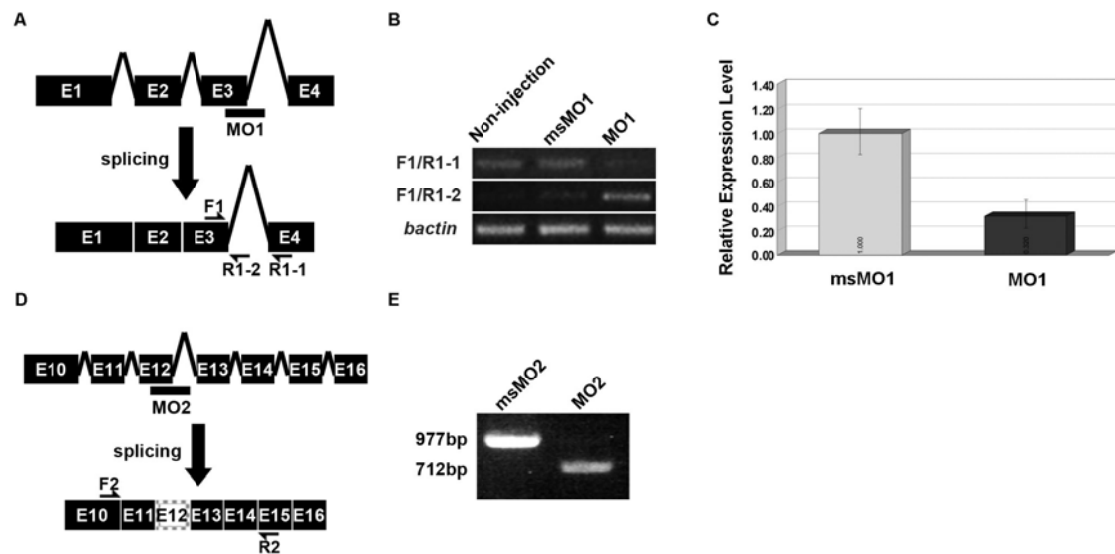 A
E1 E2 E3 E4
MO1
splicing
F1
E1 E2 E3 E4
R1-2 R1-1
B
Non-injection msMO1 MO1
F1/R1-1
F1/R1-2
bactin
C
Relative Expression Level
1.40
1.20
1.00
0.80
0.60
0.40
0.20
0.00
1.000
msMO1 MO1
D
E10 E11 E12 E13 E14 E15 E16
MO2
splicing
F2
E10 E11 E12 E13 E14 E15 E16
R2
E
msMO2 MO2
977bp
712bp